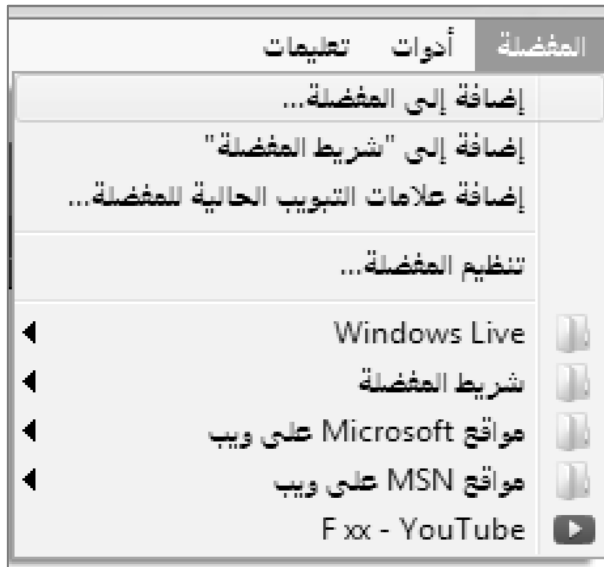 المفضلة أدوات تعليمات
إضافة إلى المفضلة...
إضافة إلى "شريط المفضلة"
إضافة علامات التبويب الحالية للمفضلة...
تنظيم المفضلة...
Windows Live
شريط المفضلة
مواقع Microsoft على ويب
مواقع MSN على ويب
F xx - YouTube